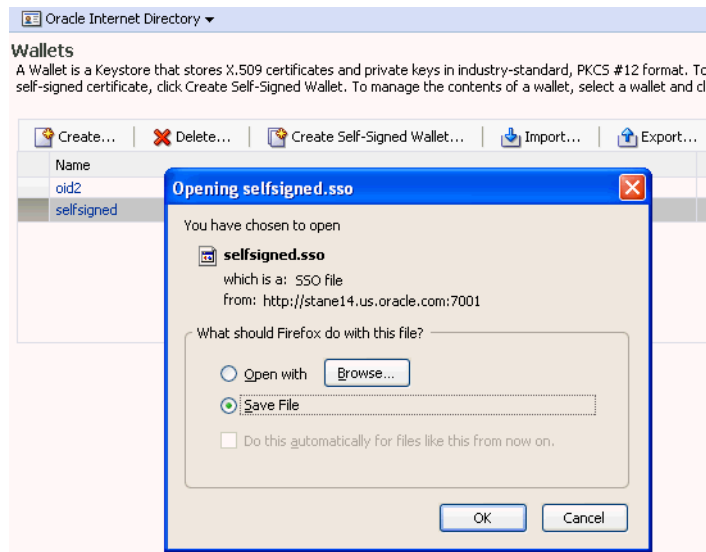 Oracle Internet Directory
Wallets
A Wallet is a Keystore that stores X.509 certificates and private keys in industry-standard, PKCS #12 format. To
self-signed certificate, click Create Self-Signed Wallet. To manage the contents of a wallet, select a wallet and cl
Create... Delete... Create Self-Signed Wallet... Import... Export...
Name
oid2
selfsigned
Opening selfsigned.sso
You have chosen to open
selfsigned.sso
which is a: SSO file
from: http://stane14.us.oracle.com:7001
What should Firefox do with this file?
Open with Browse...
Save File
Do this automatically for files like this from now on.
OK Cancel